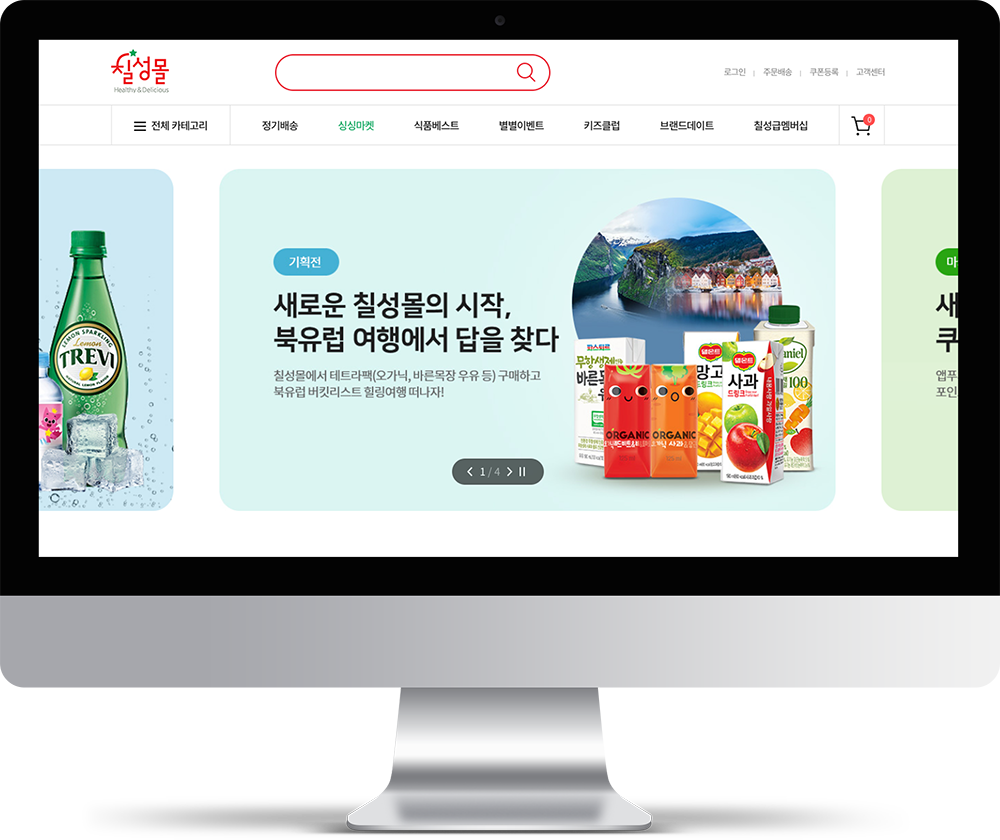 칠성몰
Healthy & Delicious
로그인 | 주문배송 | 쿠폰등록 | 고객센터
전체 카테고리 정기배송 싱싱마켓 식품베스트 별별이벤트 키즈클럽 브랜드데이트 칠성급멤버십 0
기획전
새로운 칠성몰의 시작,
북유럽 여행에서 답을 찾다
칠성몰에서 테트라팩(오가닉, 바른목장 우유 등) 구매하고
북유럽 버킷리스트 힐링여행 떠나자!
1 / 4
LEMON SPARKLING
Lemon
TREVI
NATURAL LEMON FLAVOR
파스퇴르
무항생제
바른목
ORGANIC
ORGANIC
델몬트
망고
드링크
델몬트
사과
드링크
niel
100
마
새
쿠
앱푸
포인